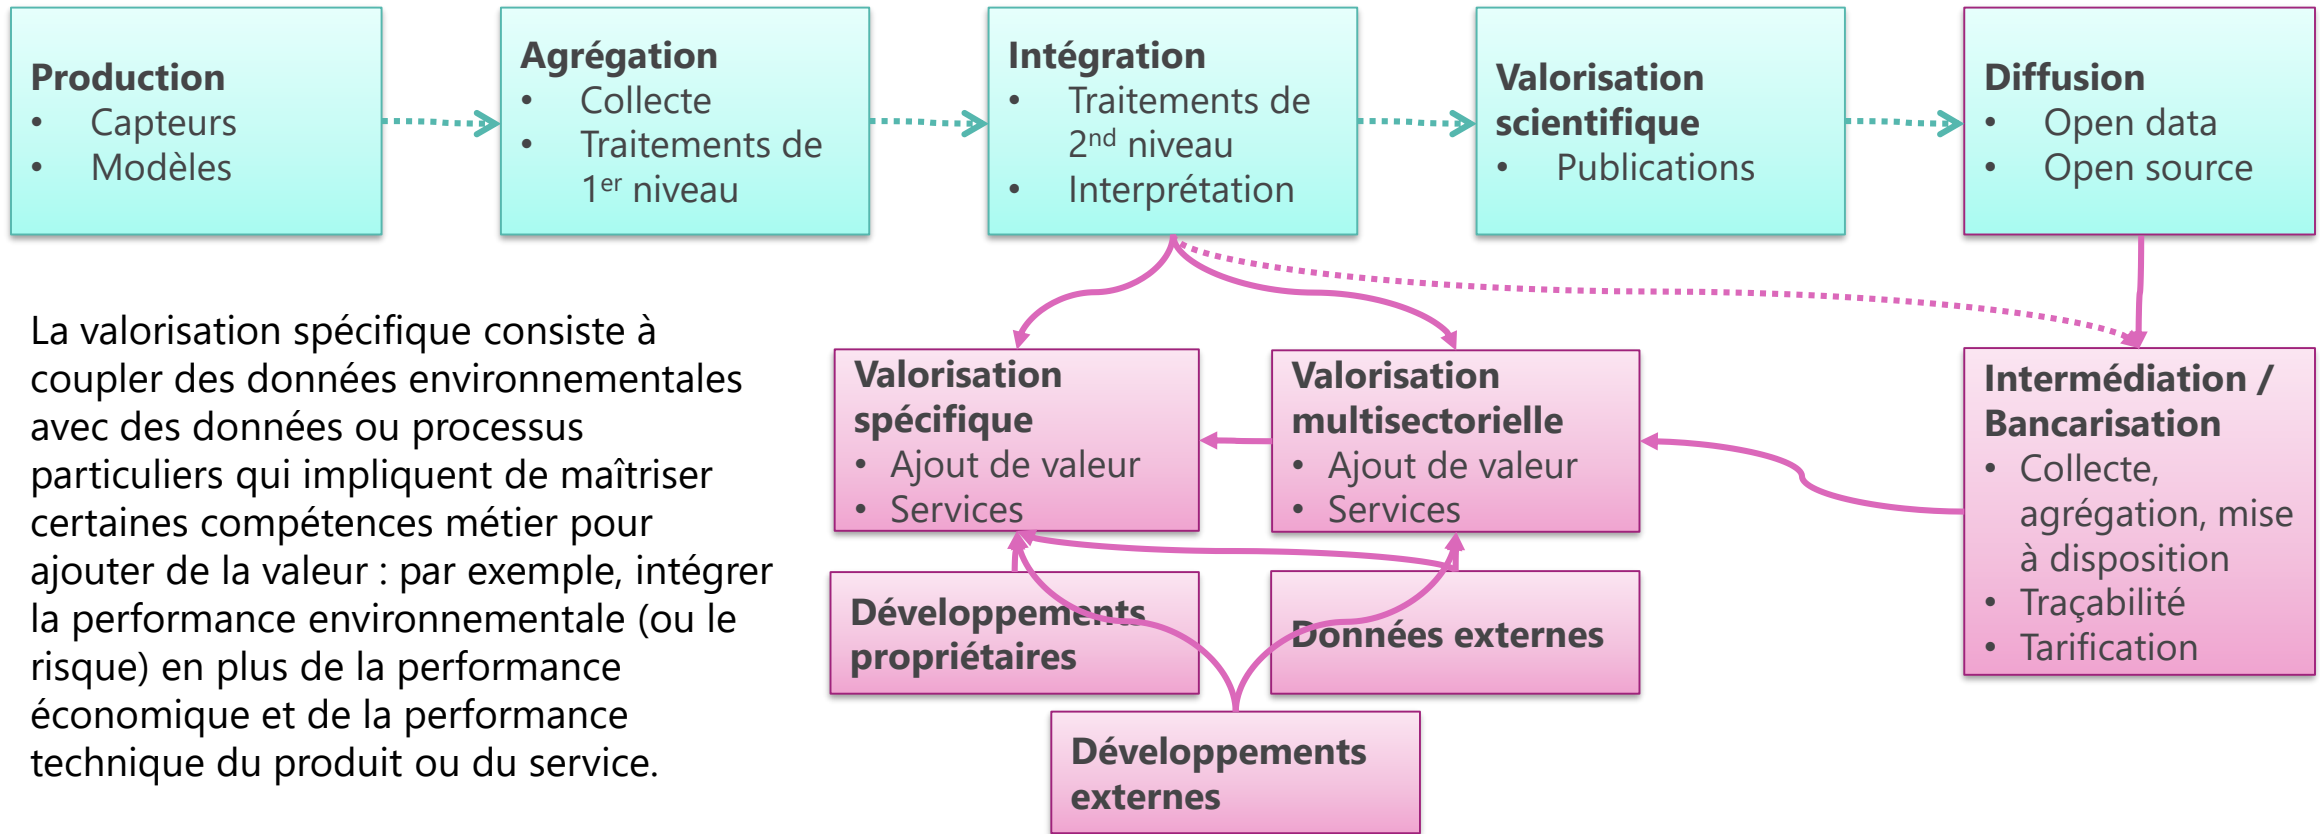 Production
• Capteurs
• Modèles
Agrégation
• Collecte
• Traitements de
1er niveau
Intégration
• Traitements de
2nd niveau
• Interprétation
Valorisation
scientifique
• Publications
Diffusion
• Open data
• Open source
La valorisation spécifique consiste à
coupler des données environnementales
avec des données ou processus
particuliers qui impliquent de maîtriser
certaines compétences métier pour
ajouter de la valeur : par exemple, intégrer
la performance environnementale (ou le
risque) en plus de la performance
économique et de la performance
technique du produit ou du service.
Valorisation
spécifique
• Ajout de valeur
• Services
Valorisation
multisectorielle
• Ajout de valeur
• Services
Intermédiation /
Bancarisation
• Collecte,
agrégation, mise
à disposition
• Traçabilité
• Tarification
Développements
propriétaires
Données externes
Développements
externes